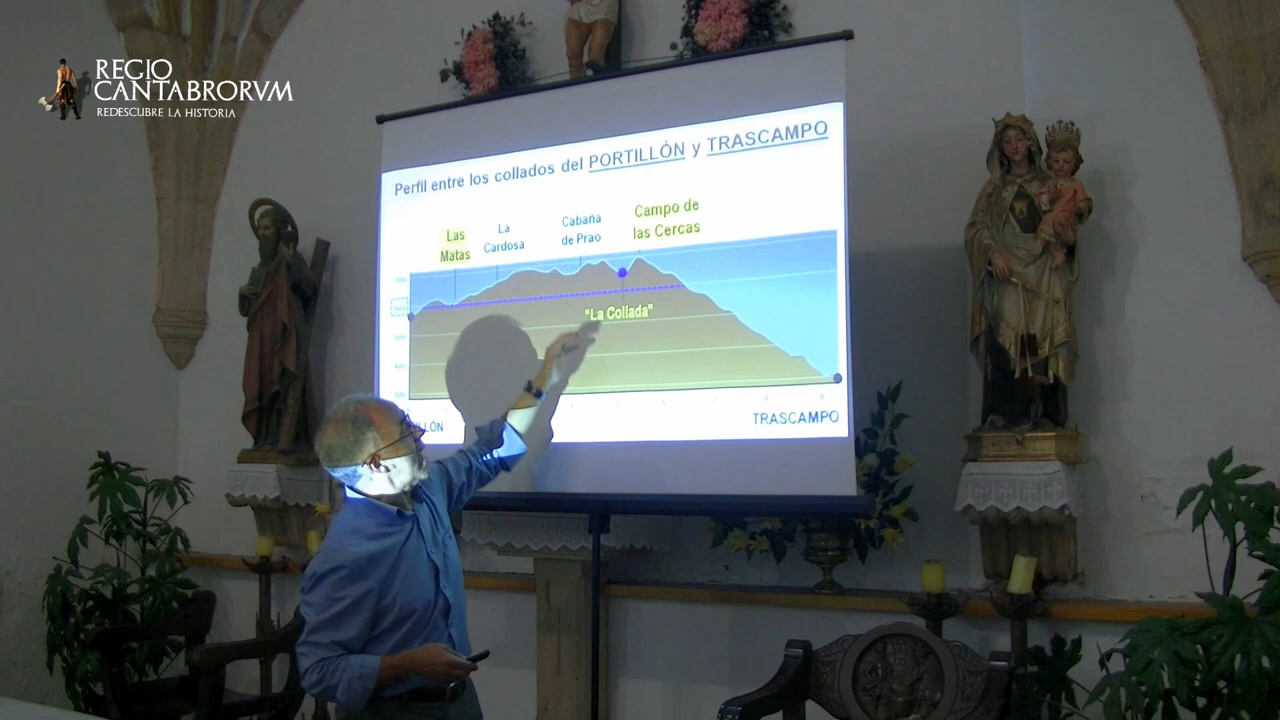 REGIO
CANTABRORVM
REDESCUBRE LA HISTORIA
Perfil entre los collados del PORTILLÓN y TRASCAMPO
Las
Matas
La
Cardosa
Cabaña
de Prao
Campo de
las Cercas
"La Collada"
TRASCAMPO